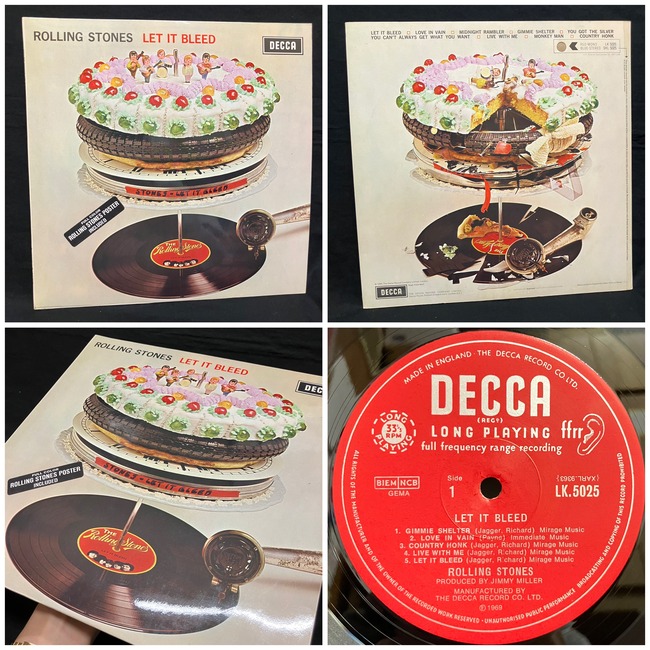 ROLLING STONES LET IT BLEED
DECCA
STONES - LET IT BLEED
FULL COLOR
ROLLING STONES POSTER
INCLUDED
THE
Rolling Stones
LET IT BLEED □ LOVE IN VAIN □ MIDNIGHT RAMBLER □ GIMMIE SHELTER □ YOU GOT THE SILVER
YOU CAN'T ALWAYS GET WHAT YOU WANT □ LIVE WITH ME □ MONKEY MAN □ COUNTRY HONK
DECCA
ROLLING STONES LET IT BLEED
DECC
STONES - LET IT BLEED
FULL COLOR
ROLLING STONES POSTER
INCLUDED
THE
Rolling Stones
MADE IN ENGLAND · THE DECCA RECORD CO. LTD.
DECCA
(REGD)
LONG PLAYING ffrr
full frequency range recording
LONG
33⅓
RPM
PLAYING
BIEM NCB
GEMA
Side
1
(XARL.9363)
LK.5025
LET IT BLEED
1. GIMMIE SHELTER (Jagger, Richard) Mirage Music
2. LOVE IN VAIN (Payne) Immediate Music
3. COUNTRY HONK (Jagger, Richard) Mirage Music
4. LIVE WITH ME (Jagger, Richard) Mirage Music
5. LET IT BLEED (Jagger, Richard) Mirage Music
ROLLING STONES
PRODUCED BY JIMMY MILLER
MANUFACTURED BY
THE DECCA RECORD CO. LTD.
Ⓟ1969
ALL RIGHTS OF THE MANUFACTURER AND OF THE OWNER OF THE RECORDED WORK RESERVED · UNAUTHORISED PUBLIC PERFORMANCE, BROADCASTING AND COPYING OF THIS RECORD PROHIBITED